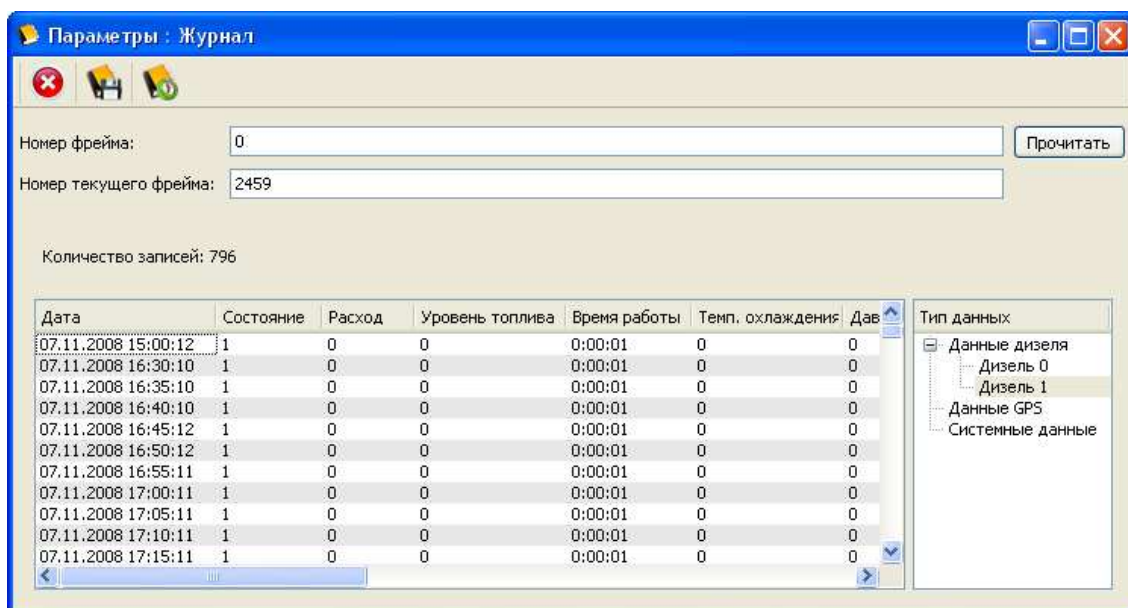 Параметры : Журнал
Номер фрейма: 0 Прочитать
Номер текущего фрейма: 2459
Количество записей: 796
Дата Состояние Расход Уровень топлива Время работы Темп. охлаждения Дав Тип данных
07.11.2008 15:00:12 1 0 0 0:00:01 0 0 Данные дизеля
07.11.2008 16:30:10 1 0 0 0:00:01 0 0 Дизель 0
07.11.2008 16:35:10 1 0 0 0:00:01 0 0 Дизель 1
07.11.2008 16:40:10 1 0 0 0:00:01 0 0 Данные GPS
07.11.2008 16:45:12 1 0 0 0:00:01 0 0 Системные данные
07.11.2008 16:50:12 1 0 0 0:00:01 0 0
07.11.2008 16:55:11 1 0 0 0:00:01 0 0
07.11.2008 17:00:11 1 0 0 0:00:01 0 0
07.11.2008 17:05:11 1 0 0 0:00:01 0 0
07.11.2008 17:10:11 1 0 0 0:00:01 0 0
07.11.2008 17:15:11 1 0 0 0:00:01 0 0